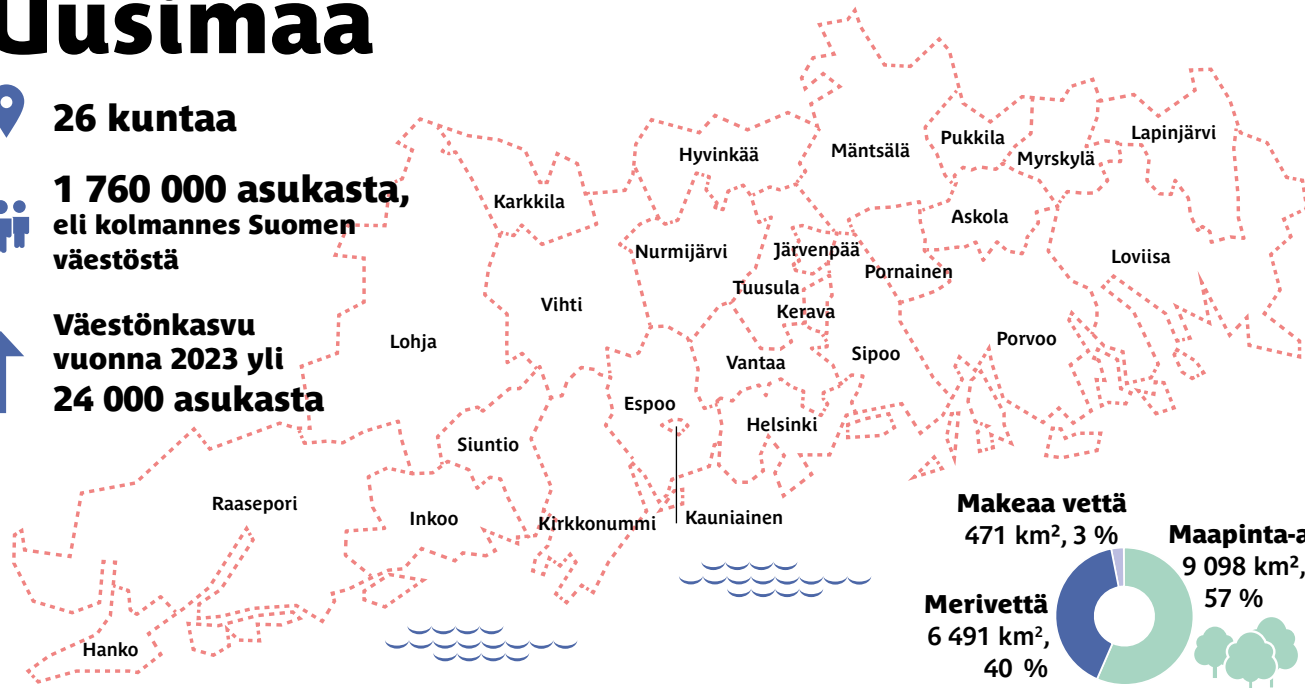 Uusimaa
26 kuntaa
1 760 000 asukasta,
eli kolmannes Suomen
väestöstä
Väestönkasvu
vuonna 2023 yli
24 000 asukasta
Hyvinkää
Mäntsälä
Pukkila
Myrskylä
Lapinjärvi
Karkkila
Askola
Nurmijärvi
Järvenpää
Pornainen
Loviisa
Tuusula
Kerava
Vihti
Lohja
Vantaa
Sipoo
Porvoo
Espoo
Helsinki
Siuntio
Raasepori
Inkoo
Kirkkonummi
Kauniainen
Hanko
Makeaa vettä
471 km², 3 %
Maapinta-a
9 098 km²,
57 %
Merivettä
6 491 km²,
40 %